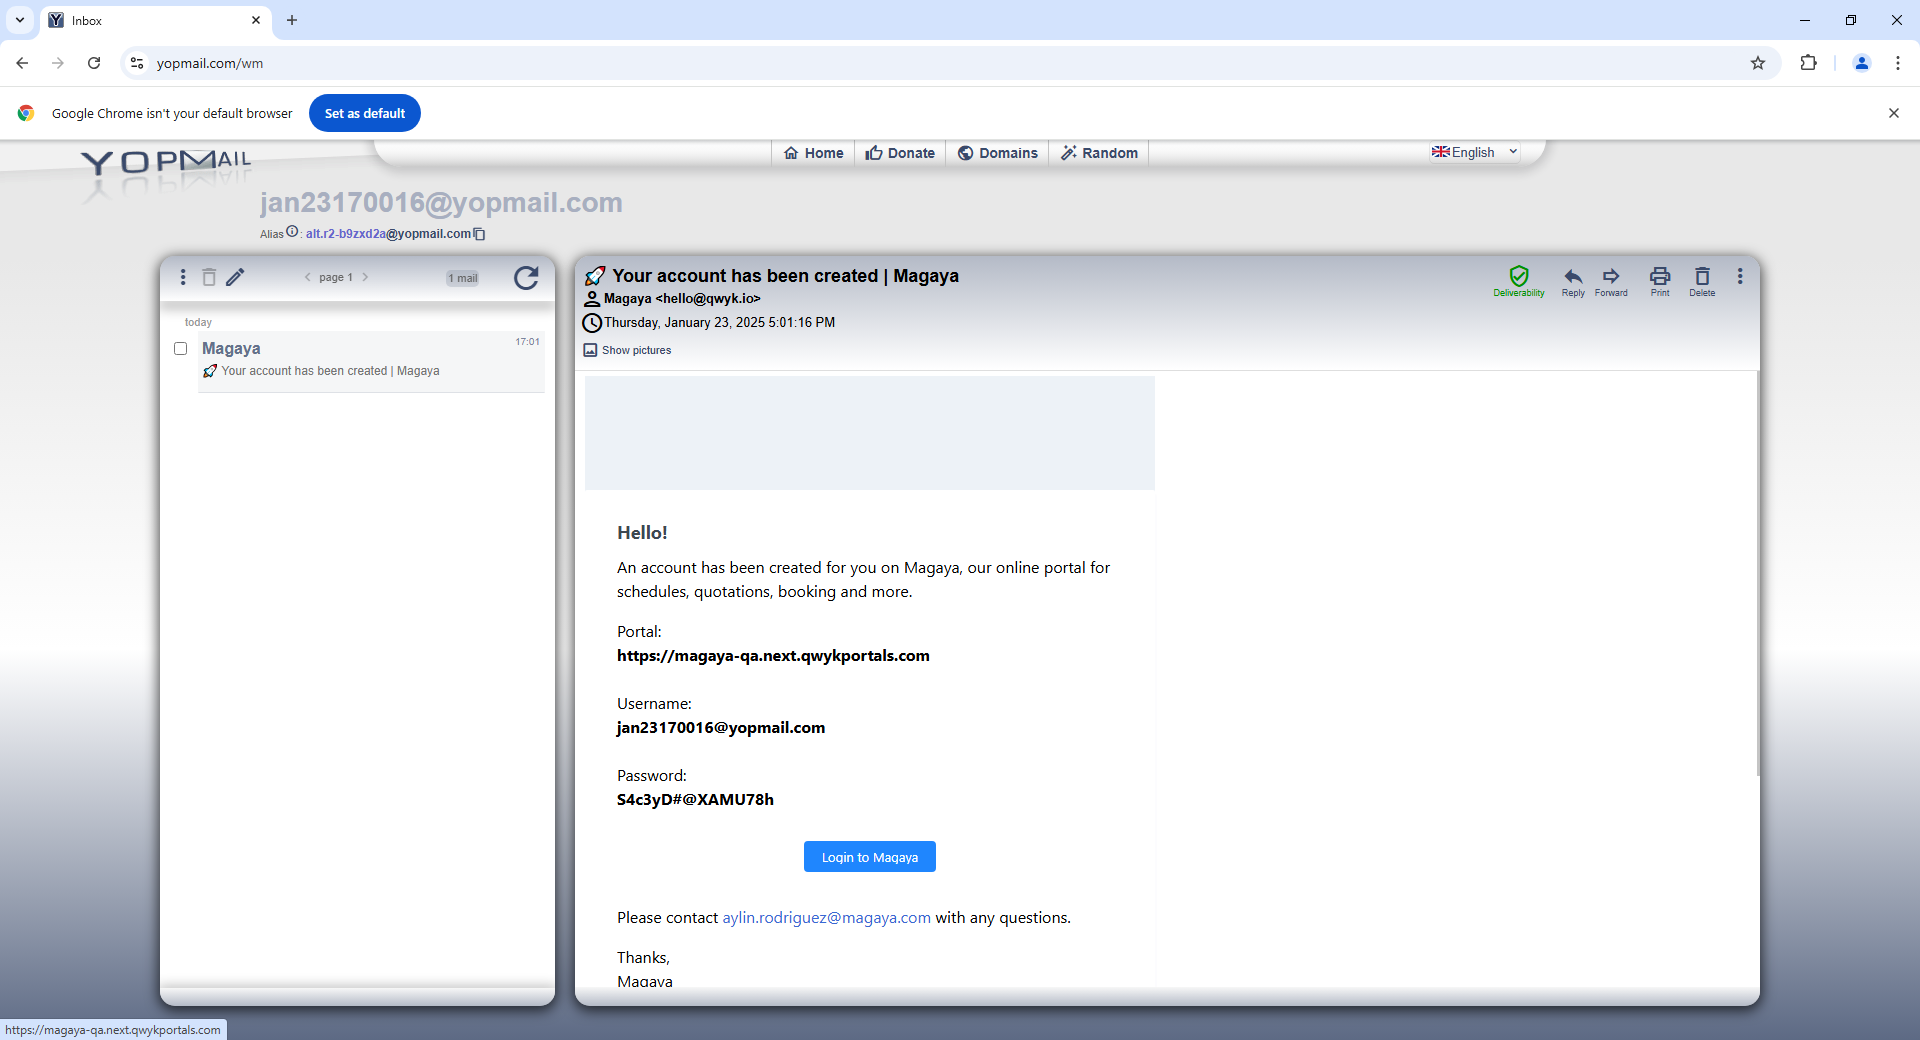 Inbox
yopmail.com/wm
Google Chrome isn't your default browser
Set as default
YOPMAIL
Home
Donate
Domains
Random
English
jan23170016@yopmail.com
Alias : alt.r2-b9zxd2a@yopmail.com
page 1
1 mail
today
Magaya
17:01
🚀 Your account has been created | Magaya
🚀 Your account has been created | Magaya
Magaya <hello@qwyk.io>
Thursday, January 23, 2025 5:01:16 PM
Show pictures
Deliverability
Reply
Forward
Print
Delete
Hello!
An account has been created for you on Magaya, our online portal for
schedules, quotations, booking and more.
Portal:
https://magaya-qa.next.qwykportals.com
Username:
jan23170016@yopmail.com
Password:
S4c3yD#@XAMU78h
Login to Magaya
Please contact aylin.rodriguez@magaya.com with any questions.
Thanks,
Magaya
https://magaya-qa.next.qwykportals.com